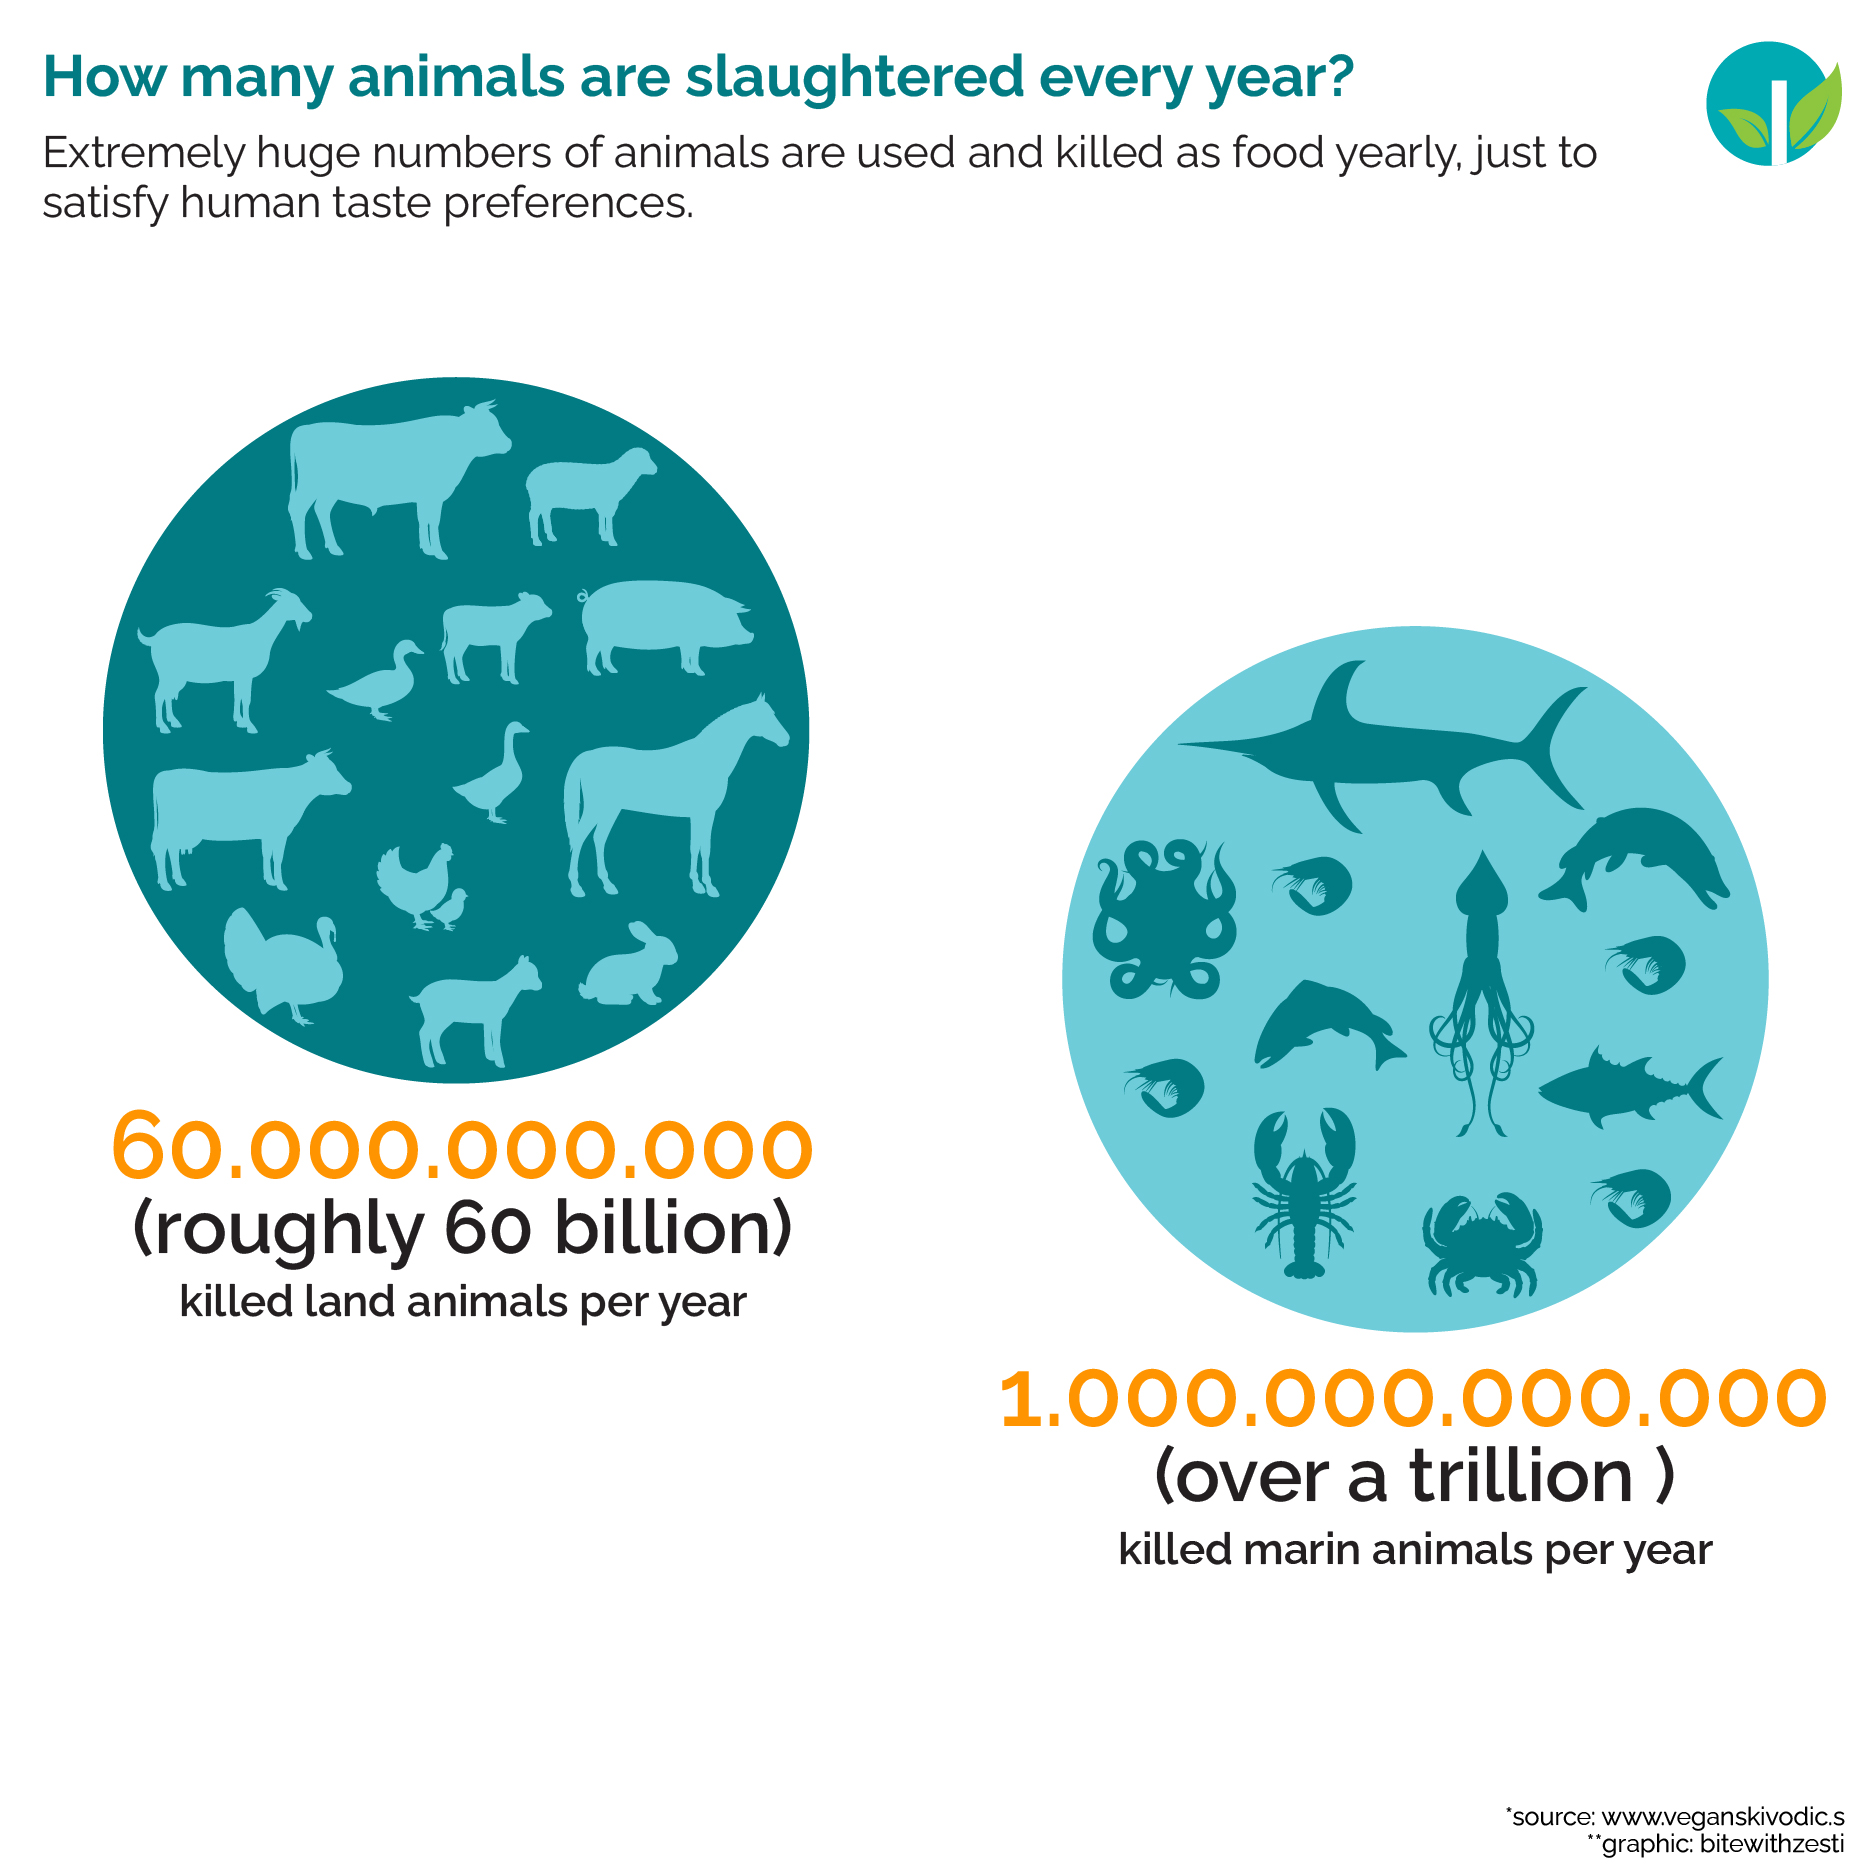 How many animals are slaughtered every year?
Extremely huge numbers of animals are used and killed as food yearly, just to
satisfy human taste preferences.
60.000.000.000
(roughly 60 billion)
killed land animals per year
1.000.000.000.000
(over a trillion )
killed marin animals per year
*source: www.veganskivodic.s
**graphic: bitewithzesti